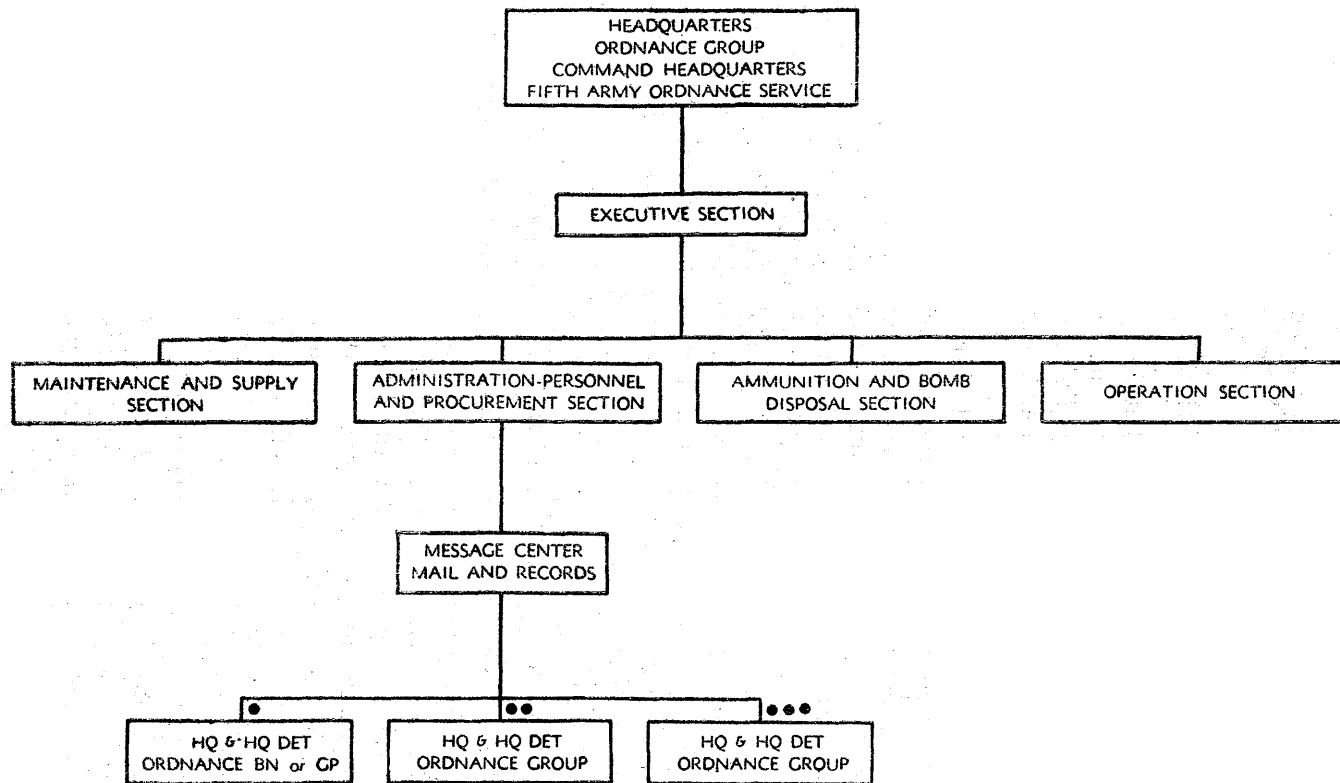 HEADQUARTERS
ORDNANCE GROUP
COMMAND HEADQUARTERS
FIFTH ARMY ORDNANCE SERVICE
EXECUTIVE SECTION
MAINTENANCE AND SUPPLY
SECTION
ADMINISTRATION-PERSONNEL
AND PROCUREMENT SECTION
AMMUNITION AND BOMB
DISPOSAL SECTION
OPERATION SECTION
MESSAGE CENTER
MAIL AND RECORDS
HQ & HQ DET
ORDNANCE BN or GP
HQ & HQ DET
ORDNANCE GROUP
HQ & HQ DET
ORDNANCE GROUP